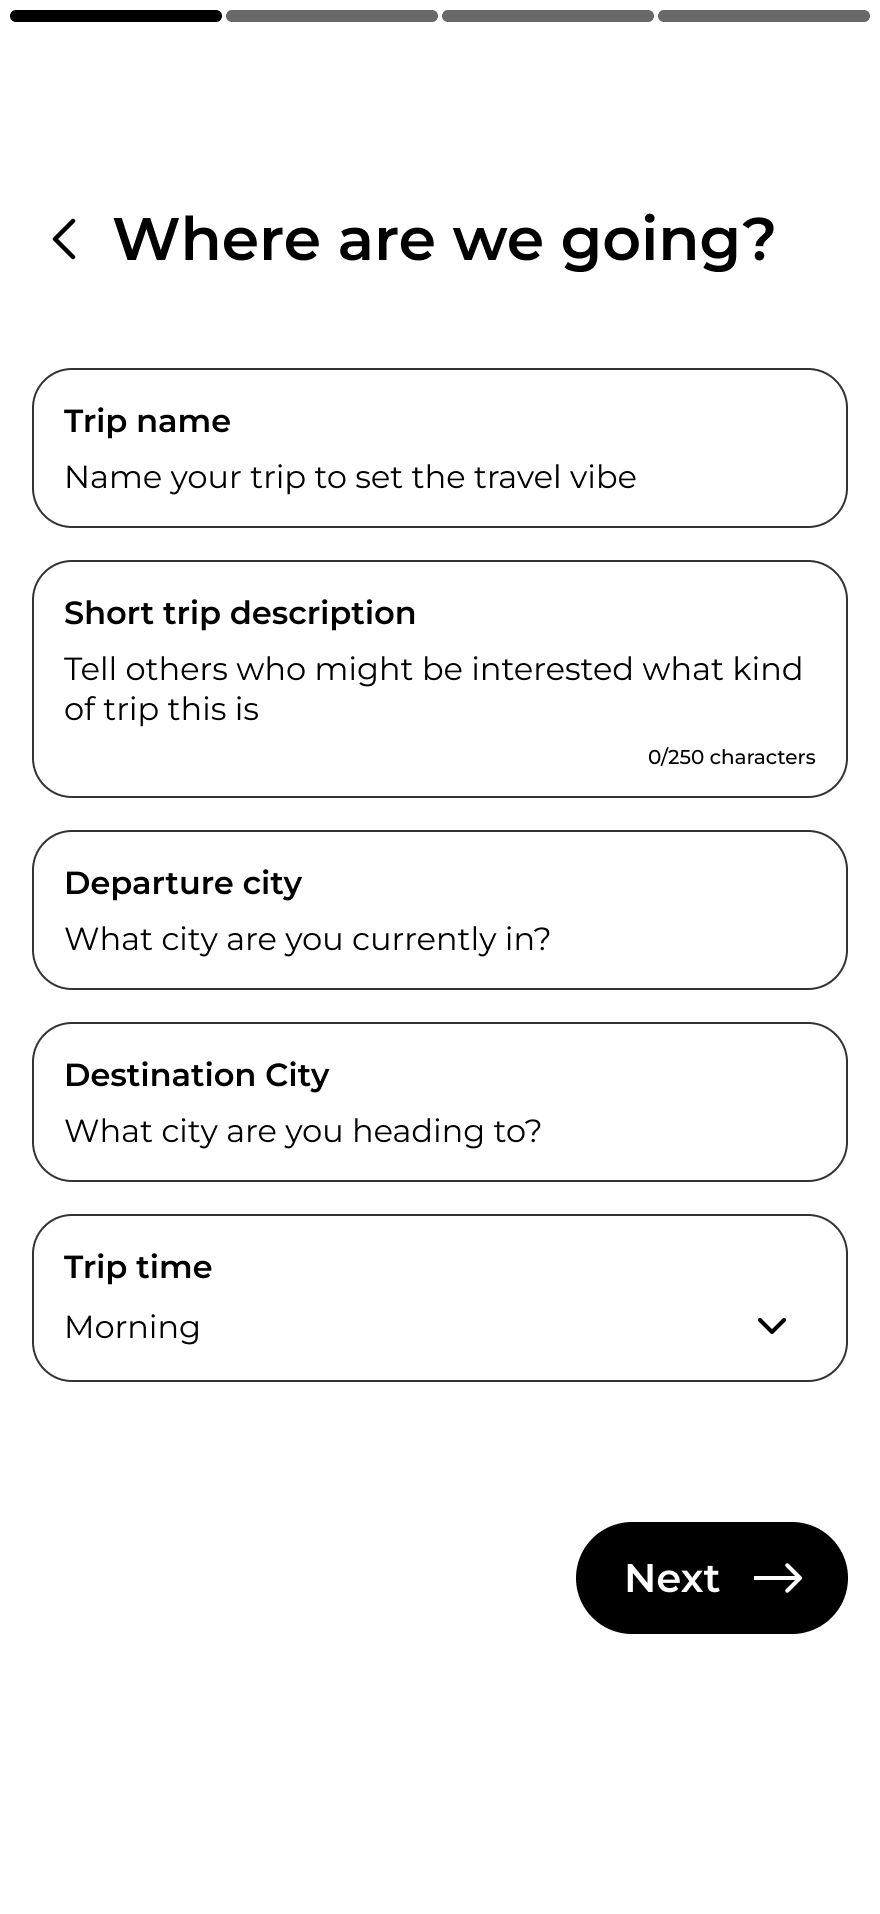 Where are we going?
Trip name
Name your trip to set the travel vibe
Short trip description
Tell others who might be interested what kind
of trip this is
0/250 characters
Departure city
What city are you currently in?
Destination City
What city are you heading to?
Trip time
Morning
Next